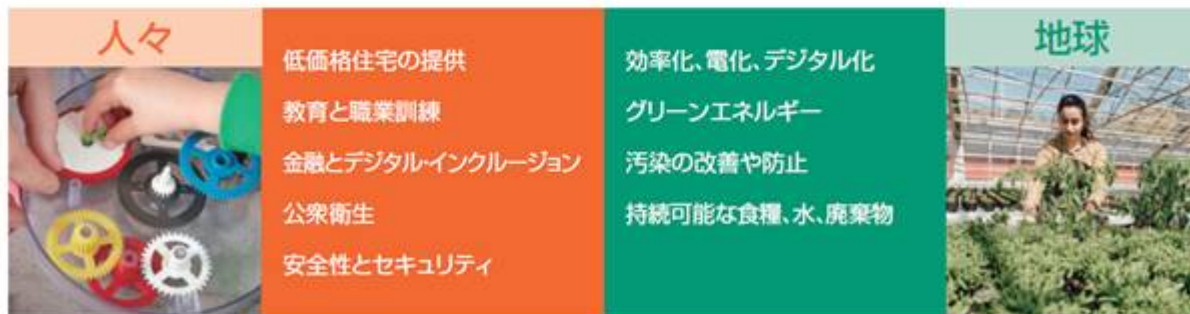 人々
低価格住宅の提供
教育と職業訓練
金融とデジタル・インクルージョン
公衆衛生
安全性とセキュリティ
効率化、電化、デジタル化
グリーンエネルギー
汚染の改善や防止
持続可能な食糧、水、廃棄物
地球